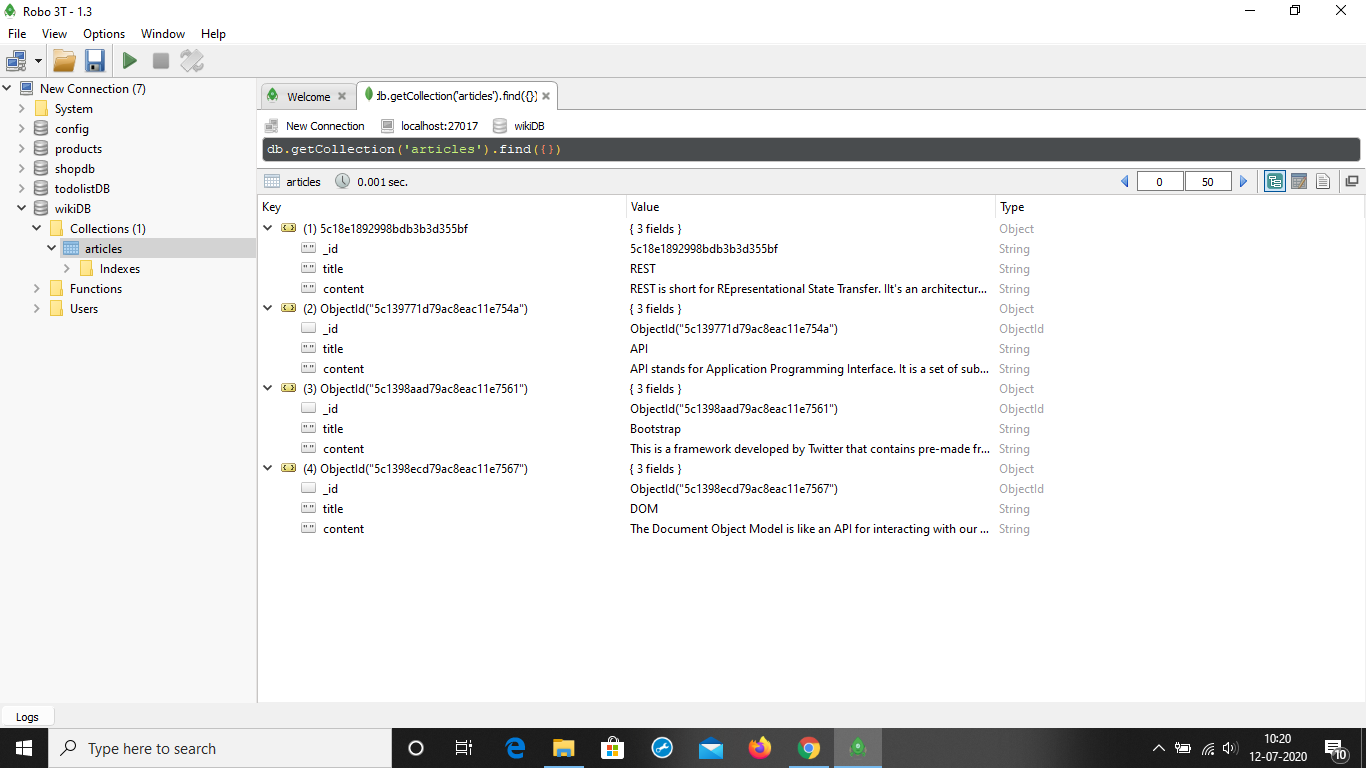 Robo 3T - 1.3
File View Options Window Help
New Connection (7)
System
config
products
shopdb
todolistDB
wikiDB
Collections (1)
articles
Indexes
Functions
Users
Welcome db.getCollection('articles').find({})
New Connection localhost:27017 wikiDB
db.getCollection('articles').find({})
articles 0.001 sec. 0 50
Key Value Type
(1) 5c18e1892998bdb3b3d355bf { 3 fields } Object
_id 5c18e1892998bdb3b3d355bf String
title REST String
content REST is short for REpresentational State Transfer. IIt's an architectur... String
(2) ObjectId("5c139771d79ac8eac11e754a") { 3 fields } Object
_id ObjectId("5c139771d79ac8eac11e754a") ObjectId
title API String
content API stands for Application Programming Interface. It is a set of sub... String
(3) ObjectId("5c1398aad79ac8eac11e7561") { 3 fields } Object
_id ObjectId("5c1398aad79ac8eac11e7561") ObjectId
title Bootstrap String
content This is a framework developed by Twitter that contains pre-made fr... String
(4) ObjectId("5c1398ecd79ac8eac11e7567") { 3 fields } Object
_id ObjectId("5c1398ecd79ac8eac11e7567") ObjectId
title DOM String
content The Document Object Model is like an API for interacting with our ... String
Logs
Type here to search
10:20
12-07-2020
10